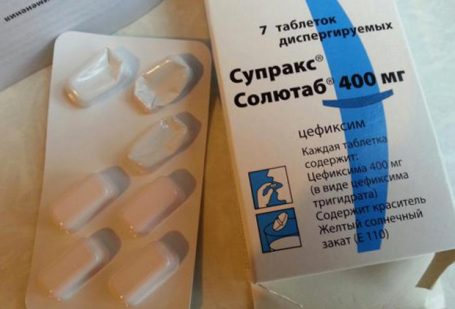 7 таблеток
диспергируемых
Супракс®
Солютаб® 400 мг
цефиксим
Каждая таблетка
содержит:
Цефиксима 400 мг
(в виде цефиксима
тригидрата)
Содержит краситель
Желтый солнечный
закат (E 110)